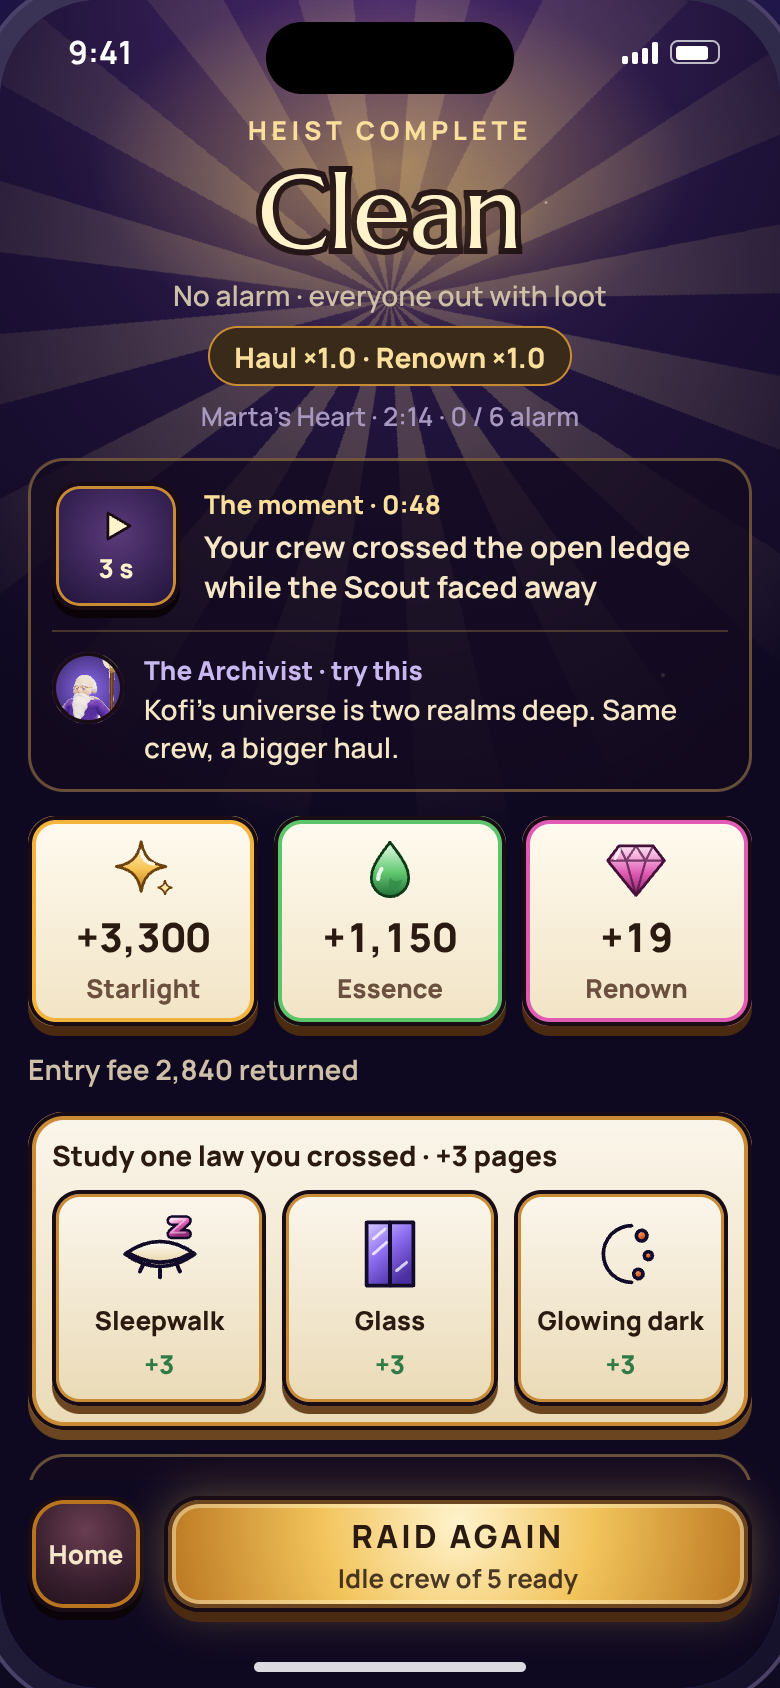 9:41
HEIST COMPLETE
Clean
No alarm · everyone out with loot
Haul ×1.0 · Renown ×1.0
Marta's Heart · 2:14 · 0 / 6 alarm
The moment · 0:48
Your crew crossed the open ledge
while the Scout faced away
3 s
The Archivist · try this
Kofi's universe is two realms deep. Same
crew, a bigger haul.
+3,300
Starlight
+1,150
Essence
+19
Renown
Entry fee 2,840 returned
Study one law you crossed · +3 pages
Z
Sleepwalk
+3
Glass
+3
Glowing dark
+3
Home
RAID AGAIN
Idle crew of 5 ready